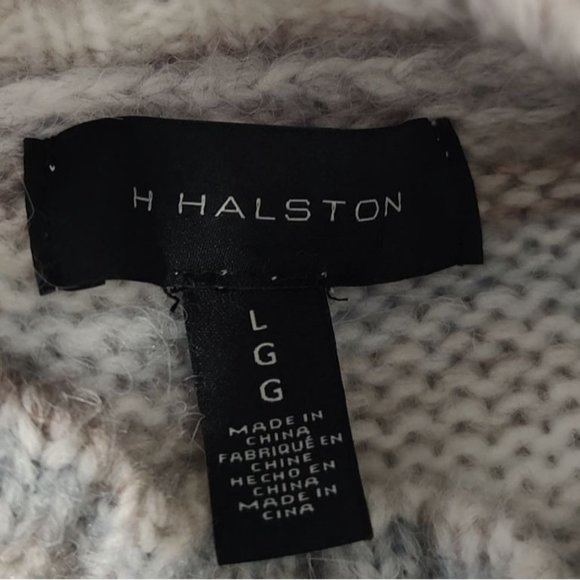 H HALSTON
L
G
G
MADE IN
CHINA
FABRIQUÉ EN
CHINE
HECHO EN
CHINA
MADE IN
CINA